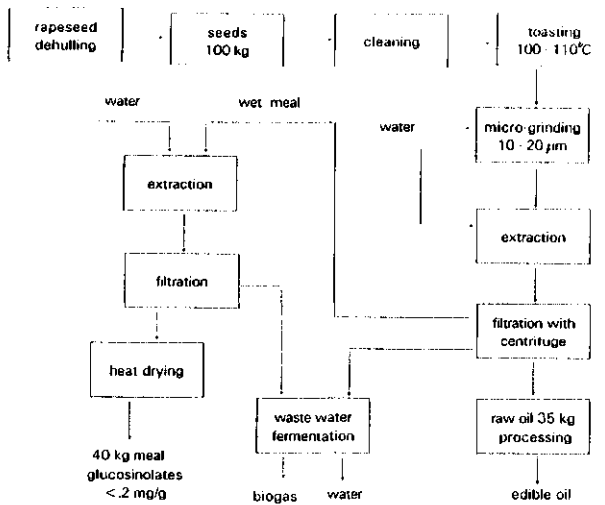 rapeseed
dehulling
seeds
100 kg
cleaning
toasting
100 - 110°C
water
wet meal
water
micro-grinding
10 - 20 µm
extraction
extraction
filtration
filtration with
centrifuge
heat drying
waste water
fermentation
raw oil 35 kg
processing
40 kg meal
glucosinolates
<.2 mg/g
biogas
water
edible oil